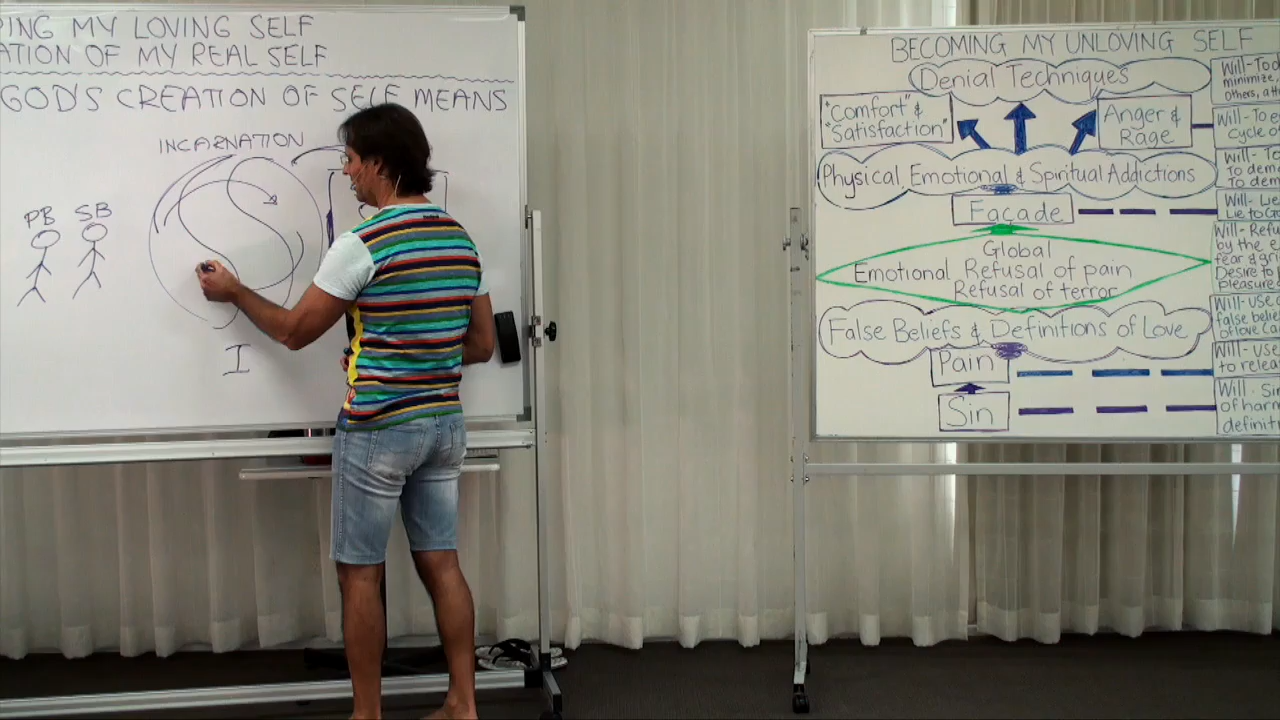 PING MY LOVING SELF
ATION OF MY REAL SELF
GOD'S CREATION OF SELF MEANS
INCARNATION
PB SB
I
BECOMING MY UNLOVING SELF
Denial Techniques
"Comfort" &
"Satisfaction"
Anger &
Rage
Physical Emotional & Spiritual Addictions
Façade
Global
Emotional Refusal of pain
Refusal of terror
False Beliefs & Definitions of Love
Pain
Sin
Will-To d
minimize,
others, a
Will-To e
cycle o
Will - To
To dem
To dem
Will - Lie
Lie to G
Will - Refu
by the e
fear & gri
Desire to
pleasure
Will-use
false belie
of love
Will - use
to relea
Will - Si
of harm
definit